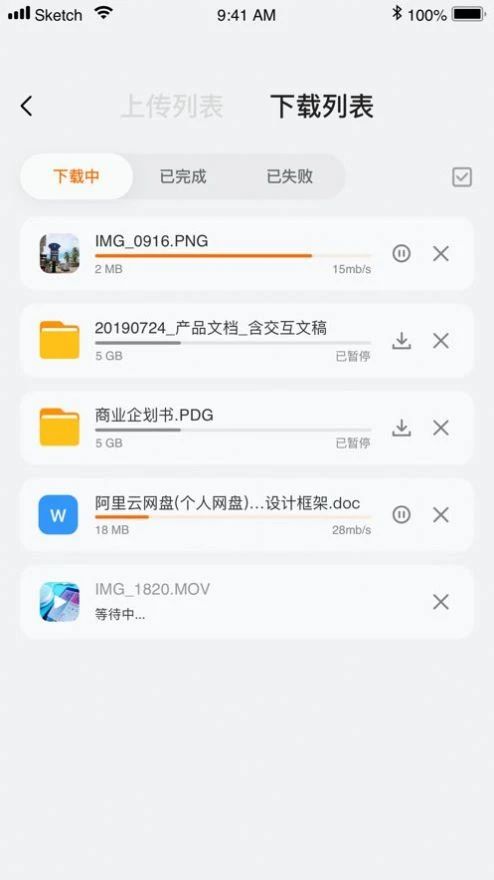 Sketch 9:41 AM 100%
上传列表 下载列表
下载中 已完成 已失败
IMG_0916.PNG
2 MB 15mb/s
20190724_产品文档_含交互文稿
5 GB 已暂停
商业企划书.PDG
5 GB 已暂停
W
阿里云网盘(个人网盘)...设计框架.doc
18 MB 28mb/s
IMG_1820.MOV
等待中...